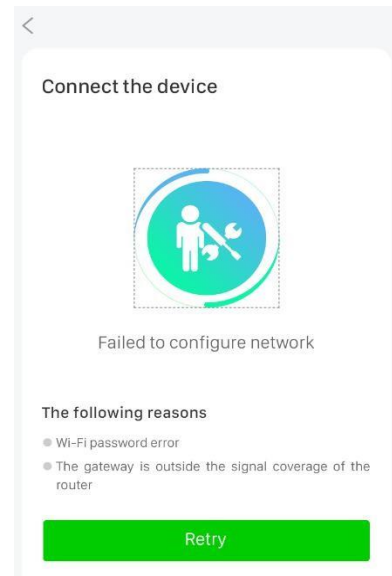 Connect the device
Failed to configure network
The following reasons
Wi-Fi password error
The gateway is outside the signal coverage of the
router
Retry